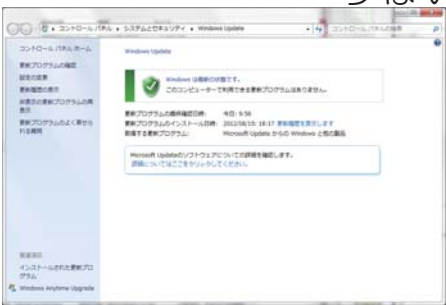 コントロール パネル ▸ システムとセキュリティ ▸ Windows Update
コントロール パネルの検索
コントロール パネル ホーム
更新プログラムの確認
設定の変更
更新履歴の表示
非表示の更新プログラムの再表示
更新プログラムのよく寄せられる質問
Windows Update
Windows は最新の状態です。
このコンピューターで利用できる更新プログラムはありません。
更新プログラムの最終確認日時: 今日: 9:56
更新プログラムのインストール日時: 2012/08/15: 18:17 更新履歴を表示します
取得する更新プログラム: Microsoft Update からの Windows と他の製品
Microsoft Updateのソフトウェアについての詳細を確認します。
詳細についてはここをクリックしてください。
関連項目
インストールされた更新プログラム
Windows Anytime Upgrade